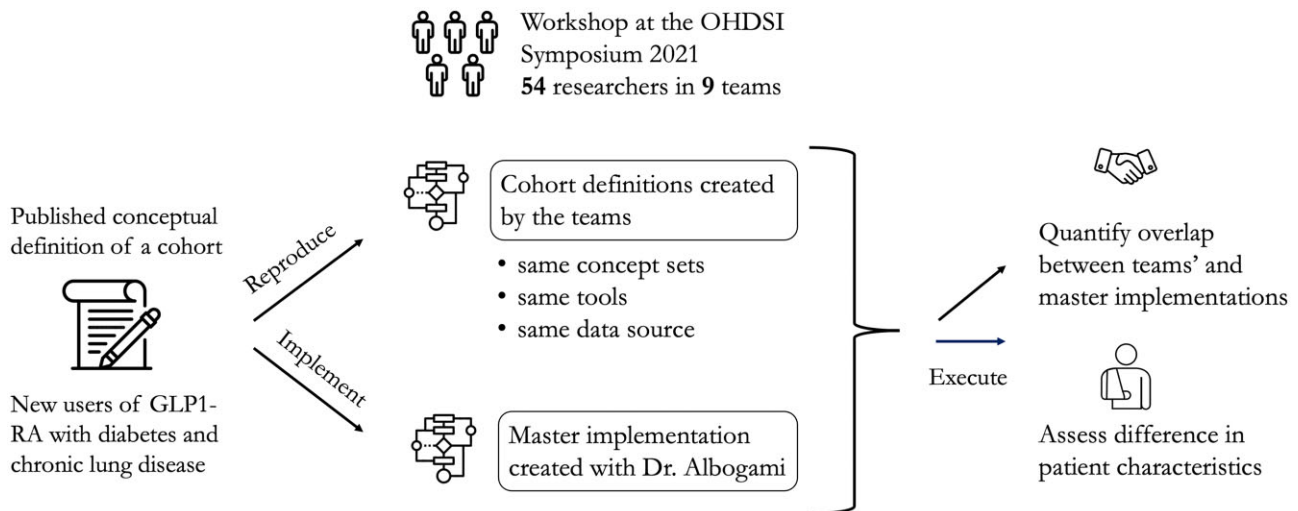 Workshop at the OHDSI
Symposium 2021
54 researchers in 9 teams
Published conceptual
definition of a cohort
New users of GLP1-
RA with diabetes and
chronic lung disease
Reproduce
Implement
Cohort definitions created
by the teams
• same concept sets
• same tools
• same data source
Master implementation
created with Dr. Albogami
Execute
Quantify overlap
between teams’ and
master implementations
Assess difference in
patient characteristics